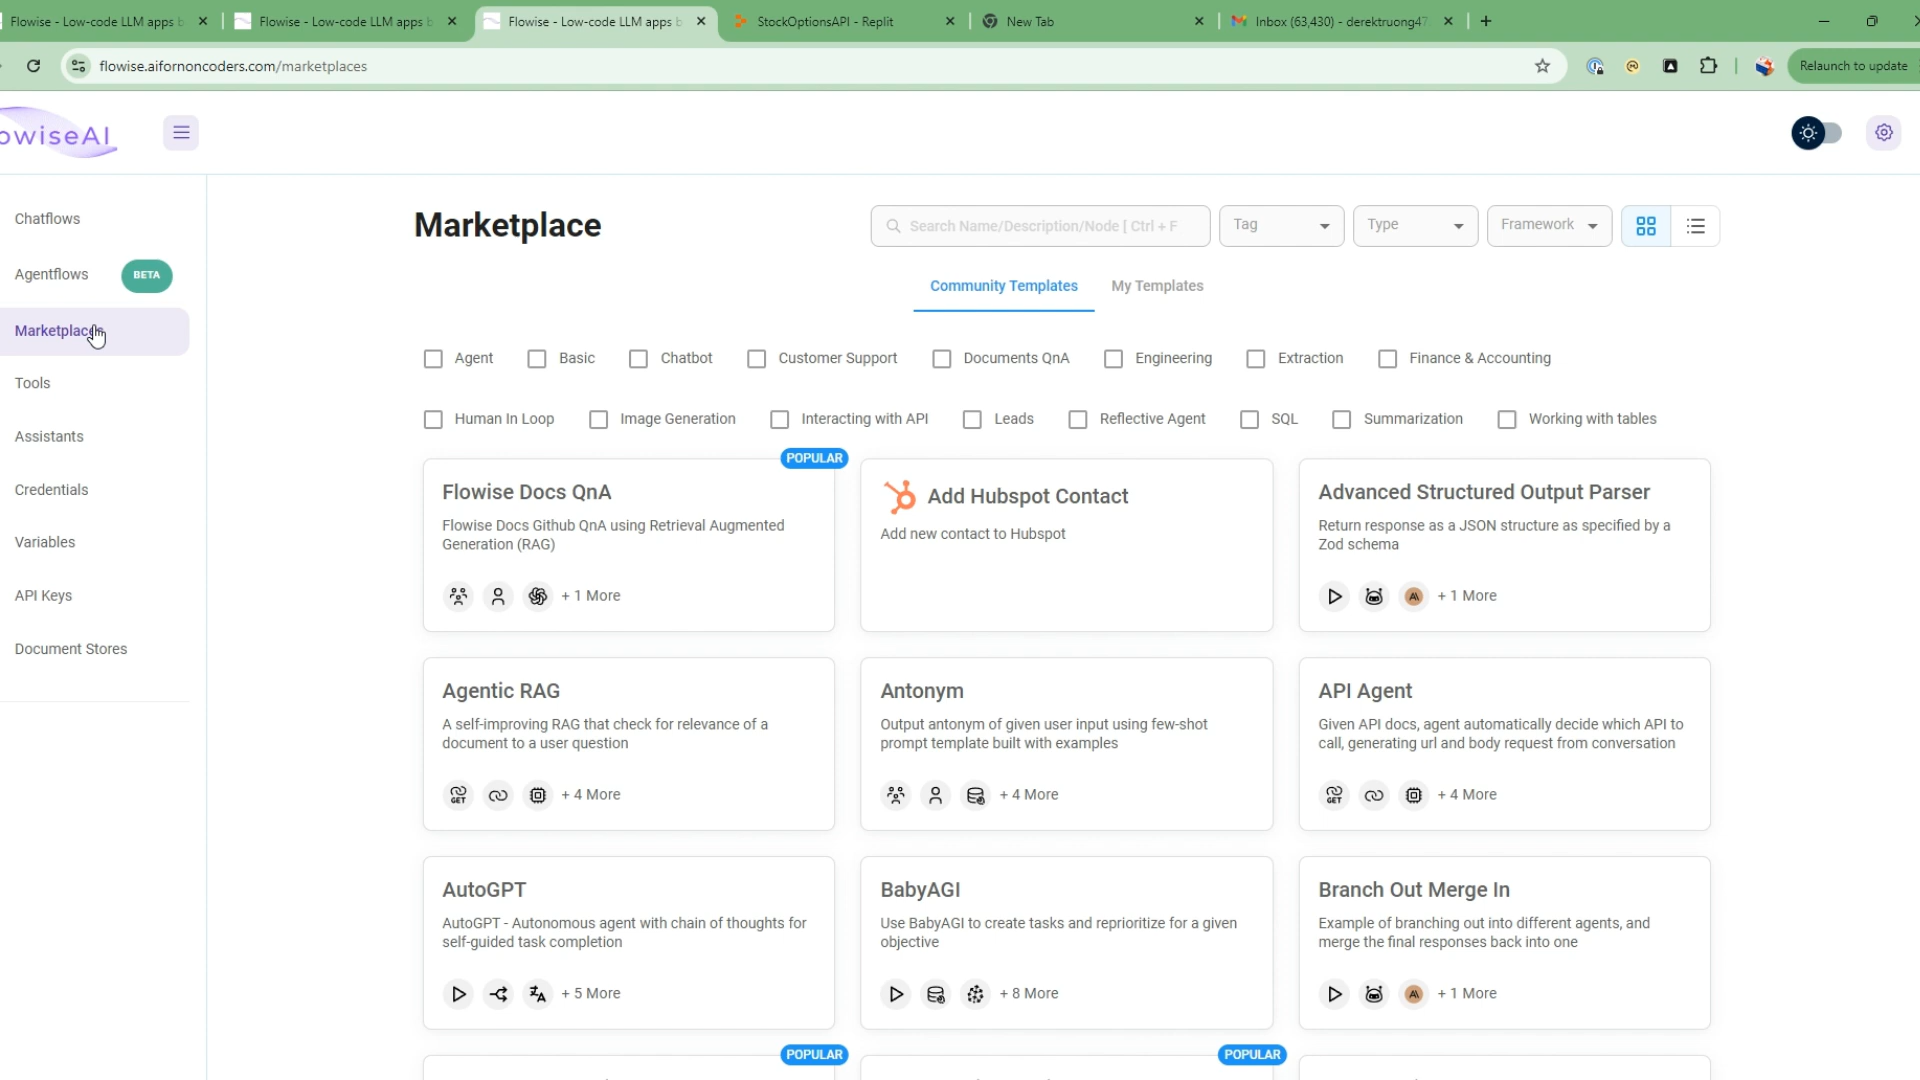 Flowise - Low-code LLM apps b
Flowise - Low-code LLM apps b
Flowise - Low-code LLM apps b
StockOptionsAPI - Replit
New Tab
Inbox (63,430) - derektruong47
flowise.aifornoncoders.com/marketplaces
Relaunch to update
owiseAI
Chatflows
Agentflows
BETA
Marketplaces
Tools
Assistants
Credentials
Variables
API Keys
Document Stores
Marketplace
Search Name/Description/Node [ Ctrl + F
Tag
Type
Framework
Community Templates
My Templates
Agent
Basic
Chatbot
Customer Support
Documents QnA
Engineering
Extraction
Finance & Accounting
Human In Loop
Image Generation
Interacting with API
Leads
Reflective Agent
SQL
Summarization
Working with tables
POPULAR
Flowise Docs QnA
Flowise Docs Github QnA using Retrieval Augmented
Generation (RAG)
+ 1 More
Add Hubspot Contact
Add new contact to Hubspot
Advanced Structured Output Parser
Return response as a JSON structure as specified by a
Zod schema
+ 1 More
Agentic RAG
A self-improving RAG that check for relevance of a
document to a user question
GET
+ 4 More
Antonym
Output antonym of given user input using few-shot
prompt template built with examples
+ 4 More
API Agent
Given API docs, agent automatically decide which API to
call, generating url and body request from conversation
GET
+ 4 More
AutoGPT
AutoGPT - Autonomous agent with chain of thoughts for
self-guided task completion
+ 5 More
BabyAGI
Use BabyAGI to create tasks and reprioritize for a given
objective
+ 8 More
Branch Out Merge In
Example of branching out into different agents, and
merge the final responses back into one
+ 1 More
POPULAR
POPULAR